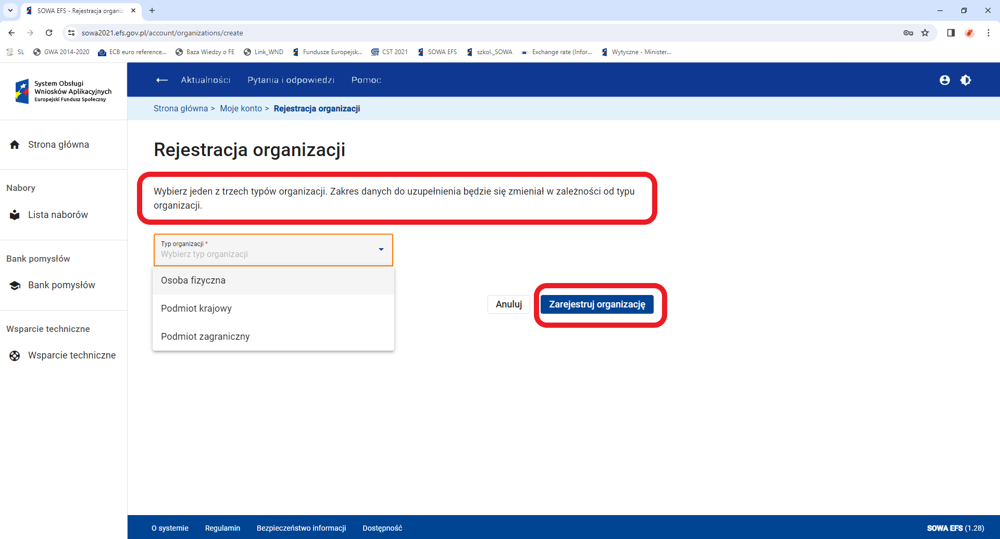 SOWA EFS - Rejestracja organiz
sowa2021.efs.gov.pl/account/organizations/create
SL
GWA 2014-2020
ECB euro reference...
Baza Wiedzy o FE
Link_WND
Fundusze Europejsk...
CST 2021
SOWA EFS
szkol._SOWA
Exchange rate (Infor...
Wytyczne - Minister...
System Obsługi
Wniosków Aplikacyjnych
Europejski Fundusz Społeczny
Aktualności
Pytania i odpowiedzi
Pomoc
Strona główna > Moje konto > Rejestracja organizacji
Strona główna
Nabory
Lista naborów
Bank pomysłów
Bank pomysłów
Wsparcie techniczne
Wsparcie techniczne
Rejestracja organizacji
Wybierz jeden z trzech typów organizacji. Zakres danych do uzupełnienia będzie się zmieniał w zależności od typu
organizacji.
Typ organizacji *
Wybierz typ organizacji
Osoba fizyczna
Podmiot krajowy
Podmiot zagraniczny
Anuluj
Zarejestruj organizację
O systemie
Regulamin
Bezpieczeństwo informacji
Dostępność
SOWA EFS (1.28)